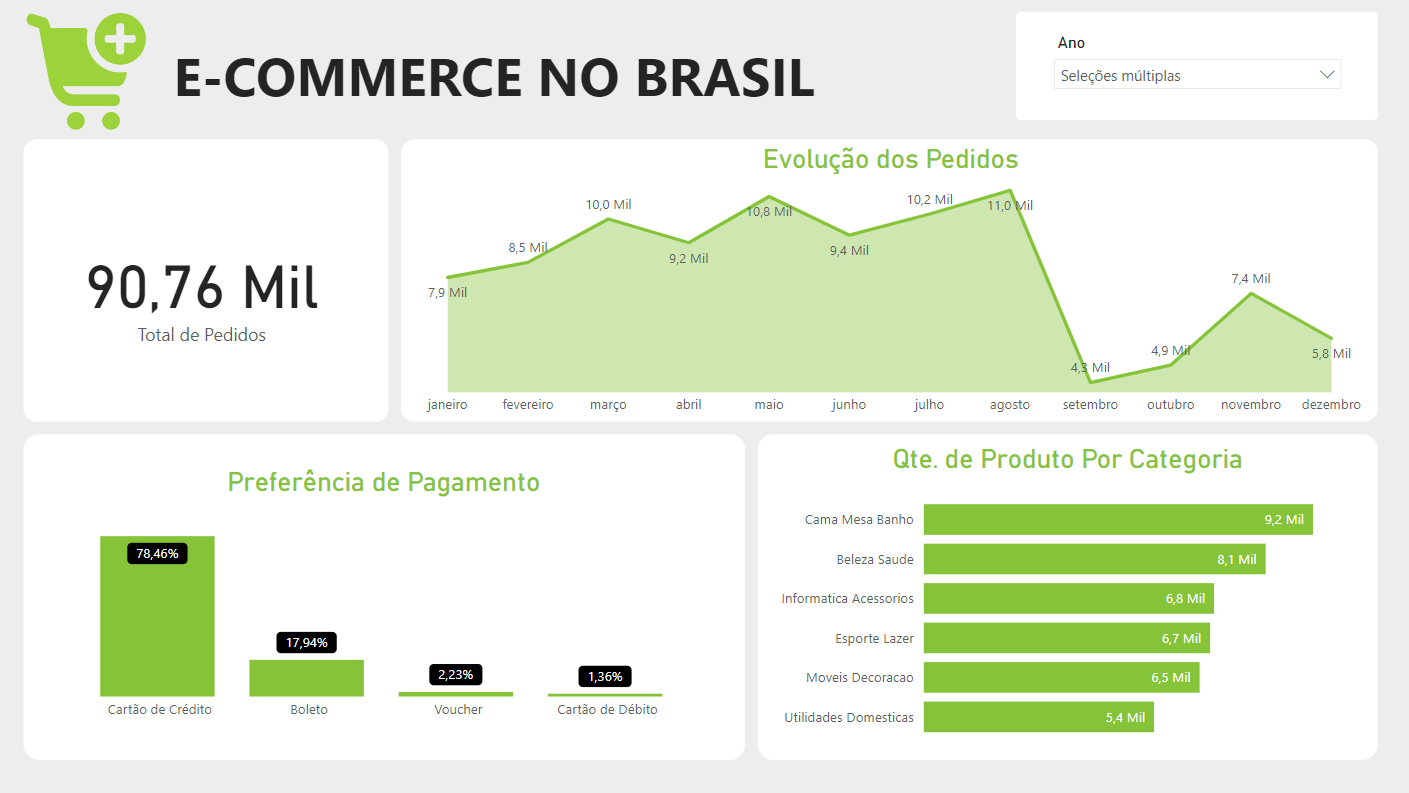 E-COMMERCE NO BRASIL
Ano
Seleções múltiplas
90,76 Mil
Total de Pedidos
Evolução dos Pedidos
7,9 Mil
8,5 Mil
10,0 Mil
9,2 Mil
10,8 Mil
9,4 Mil
10,2 Mil
11,0 Mil
4,3 Mil
4,9 Mil
7,4 Mil
5,8 Mil
janeiro fevereiro março abril maio junho julho agosto setembro outubro novembro dezembro
Preferência de Pagamento
78,46%
17,94%
2,23%
1,36%
Cartão de Crédito Boleto Voucher Cartão de Débito
Qte. de Produto Por Categoria
Cama Mesa Banho 9,2 Mil
Beleza Saude 8,1 Mil
Informatica Acessorios 6,8 Mil
Esporte Lazer 6,7 Mil
Moveis Decoracao 6,5 Mil
Utilidades Domesticas 5,4 Mil